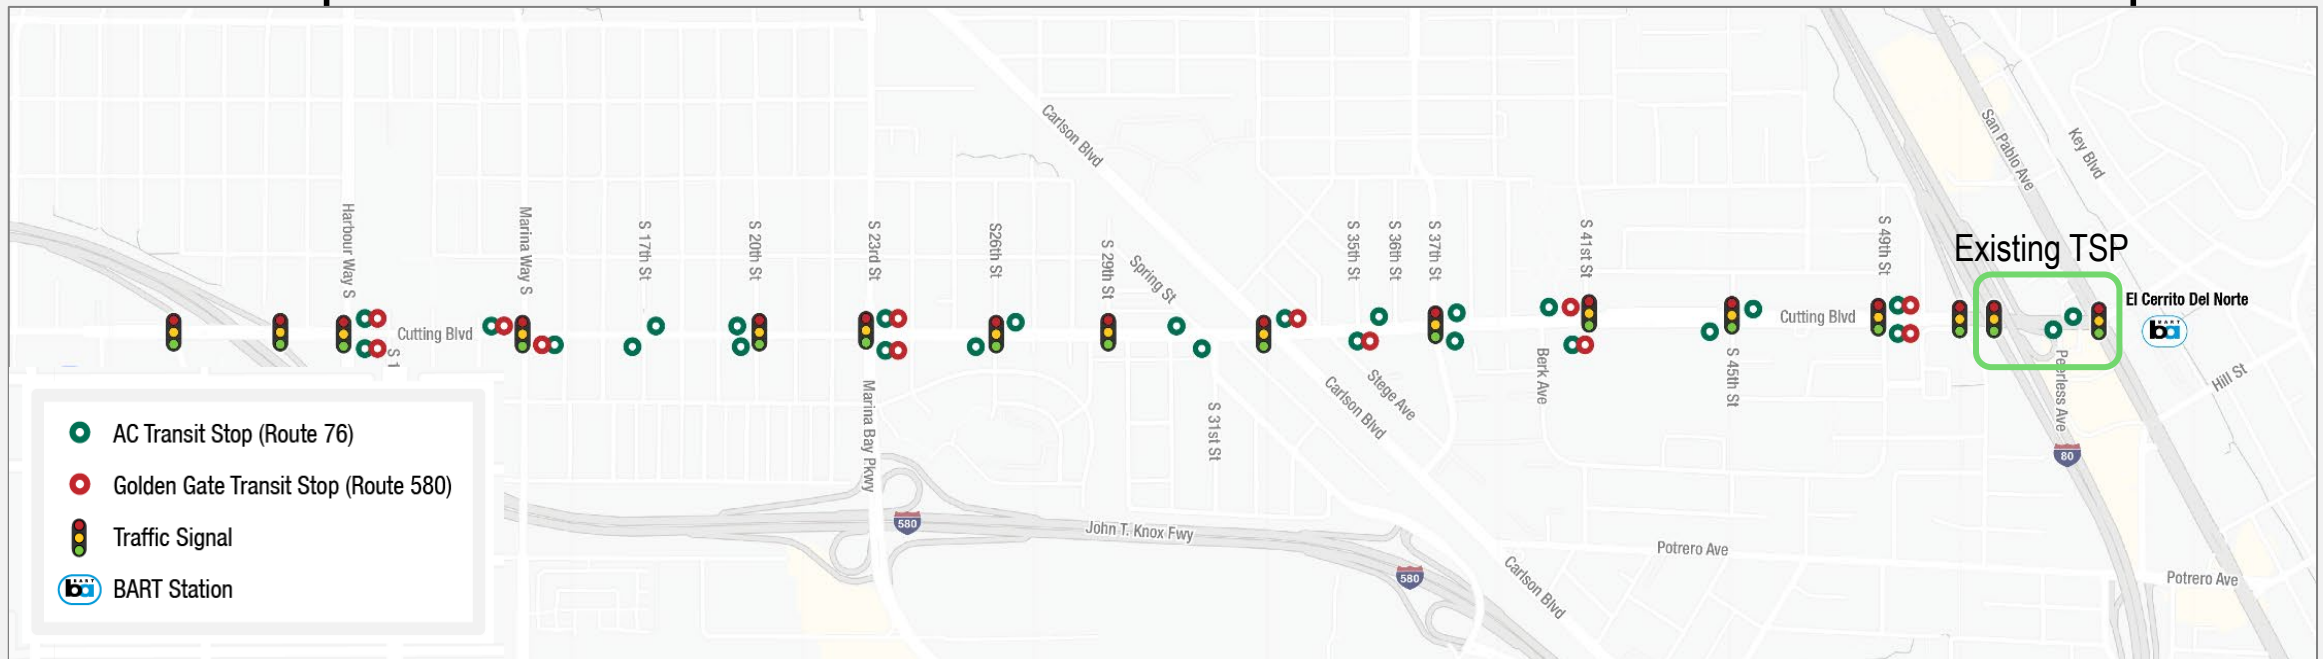 Carlson Blvd
San Pablo Ave
Key Blvd
Harbour Way S
Marina Way S
S 17th St
S 20th St
S 23rd St
S26th St
S 29th St
Spring St
S 35th St
S 36th St
S 37th St
S 41st St
S 49th St
Existing TSP
El Cerrito Del Norte
BART
ba
Cutting Blvd
Cutting Blvd
Berk Ave
S 45th St
Peerless Ave
Hill St
Stege Ave
Carlson Blvd
S 31st St
Marina Bay Pkwy
80
580
John T. Knox Fwy
580
Carlson Blvd
Potrero Ave
Potrero Ave
AC Transit Stop (Route 76)
Golden Gate Transit Stop (Route 580)
Traffic Signal
BART
ba
BART Station